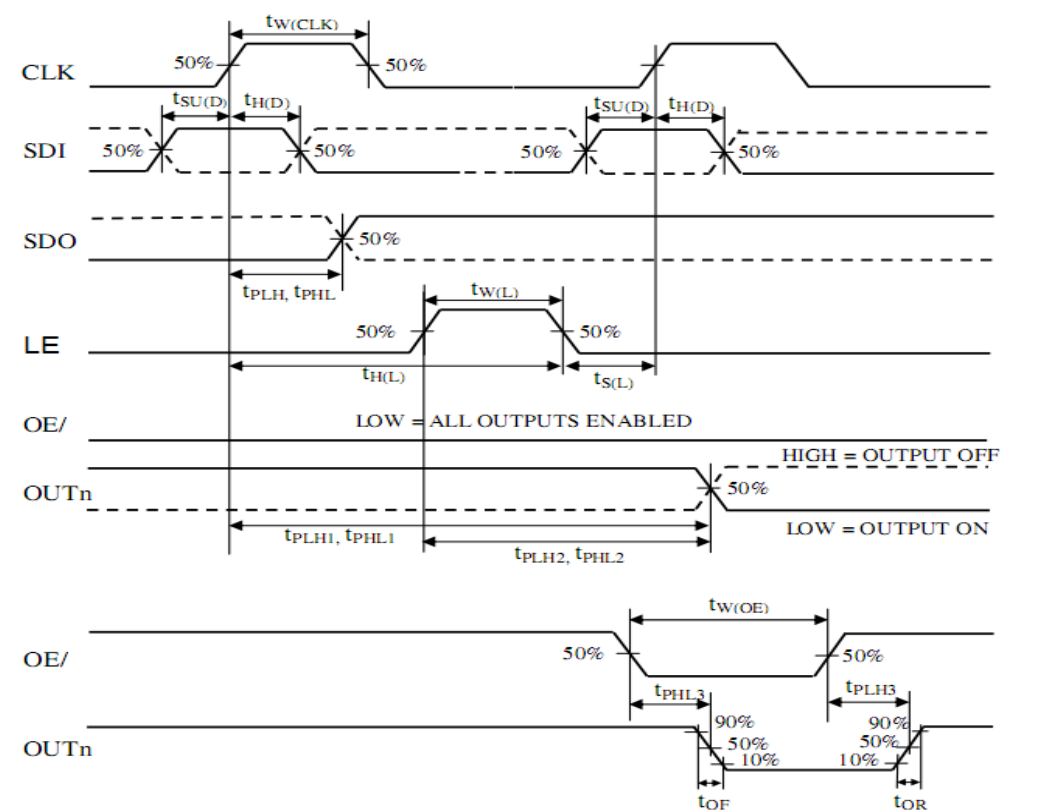 tW(CLK)
CLK 50% 50%
tSU(D) tH(D) tSU(D) tH(D)
SDI 50% 50% 50% 50%
SDO 50%
tPLH, tPHL
tW(L)
LE 50% 50%
tH(L) tS(L)
OE/ LOW = ALL OUTPUTS ENABLED
HIGH = OUTPUT OFF
OUTn 50%
LOW = OUTPUT ON
tPLH1, tPHL1
tPLH2, tPHL2
tW(OE)
OE/ 50% 50%
tPHL3 tPLH3
90% 90%
OUTn 50% 50%
10% 10%
tOF tOR